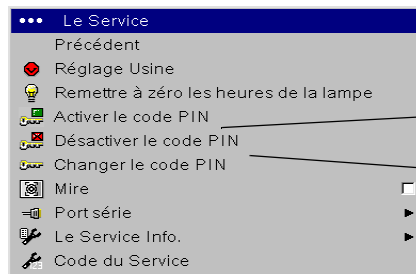 Le Service
Précédent
Réglage Usine
Remettre à zéro les heures de la lampe
Activer le code PIN
Désactiver le code PIN
Changer le code PIN
Mire
Port série
Le Service Info.
Code du Service